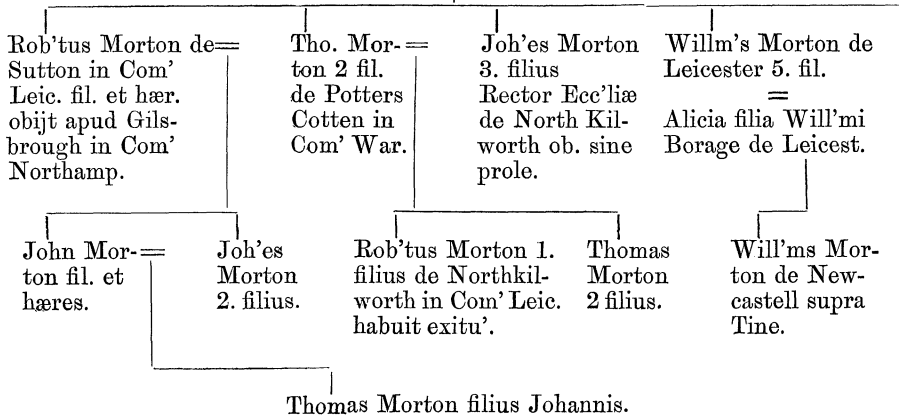 Rob'tus Morton de=
Sutton in Com'
Leic. fil. et hær.
obijt apud Gils-
brough in Com'
Northamp.
Tho. Mor-=
ton 2 fil.
de Potters
Cotten in
Com' War.
Joh'es Morton
3. filius
Rector Ecc'liæ
de North Kil-
worth ob. sine
prole.
Willm's Morton de
Leicester 5. fil.
=
Alicia filia Will'mi
Borage de Leicest.
John Mor-=
ton fil. et
hæres.
Joh'es
Morton
2. filius.
Rob'tus Morton 1.
filius de Northkil-
worth in Com' Leic.
habuit exitu'.
Thomas
Morton
2 filius.
Will'ms Mor-
ton de New-
castell supra
Tine.
Thomas Morton filius Johannis.